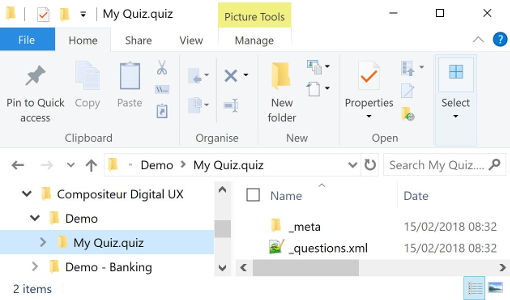 My Quiz.quiz
Picture Tools
File
Home
Share
View
Manage
?
Pin to Quick
access
Copy
Paste
New
folder
Properties
Select
Clipboard
Organise
New
Open
Demo
My Quiz.quiz
Search My Quiz....
Compositeur Digital UX
Demo
My Quiz.quiz
Demo - Banking
Name
Date
_meta
15/02/2018 08:32
_questions.xml
15/02/2018 08:32
2 items